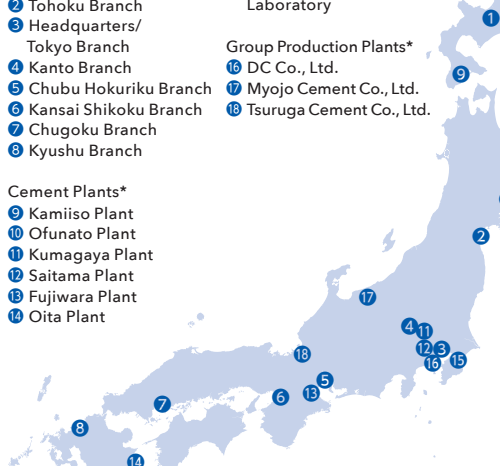 2 Tohoku Branch
3 Headquarters/
Tokyo Branch
4 Kanto Branch
5 Chubu Hokuriku Branch
6 Kansai Shikoku Branch
7 Chugoku Branch
8 Kyushu Branch
Cement Plants*
9 Kamiiso Plant
10 Ofunato Plant
11 Kumagaya Plant
12 Saitama Plant
13 Fujiwara Plant
14 Oita Plant
Laboratory
Group Production Plants*
16 DC Co., Ltd.
17 Myojo Cement Co., Ltd.
18 Tsuruga Cement Co., Ltd.
1
9
2
17
4
11
12
3
18
16
15
5
13
6
7
8
14